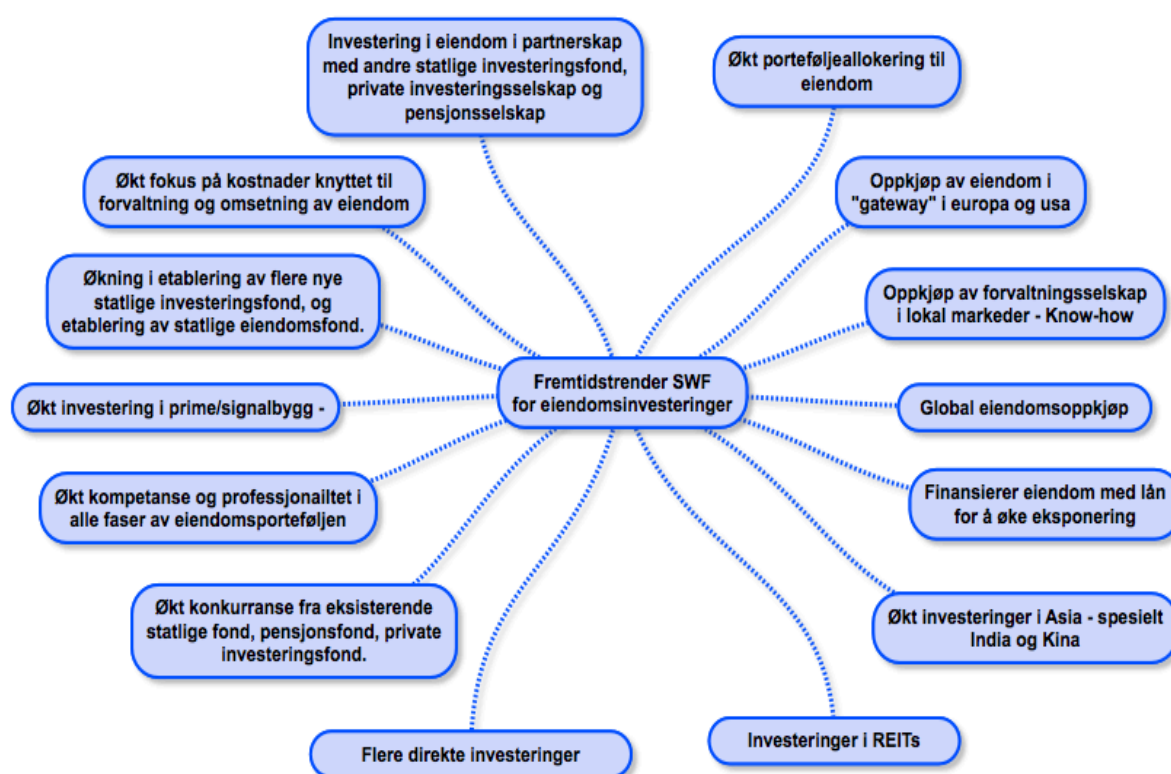 Investering i eiendom i partnerskap
med andre statlige investeringsfond,
private investeringsselskap og
pensjonsselskap
Økt porteføljeallokering til
eiendom
Økt fokus på kostnader knyttet til
forvaltning og omsetning av eiendom
Oppkjøp av eiendom i
"gateway" i europa og usa
Økning i etablering av flere nye
statlige investeringsfond, og
etablering av statlige eiendomsfond.
Oppkjøp av forvaltningsselskap
i lokal markeder - Know-how
Fremtidstrender SWF
for eiendomsinvesteringer
Økt investering i prime/signalbygg -
Global eiendomsoppkjøp
Økt kompetanse og professjonailtet i
alle faser av eiendomsporteføljen
Finansierer eiendom med lån
for å øke eksponering
Økt konkurranse fra eksisterende
statlige fond, pensjonsfond, private
investeringsfond.
Økt investeringer i Asia - spesielt
India og Kina
Flere direkte investeringer
Investeringer i REITs